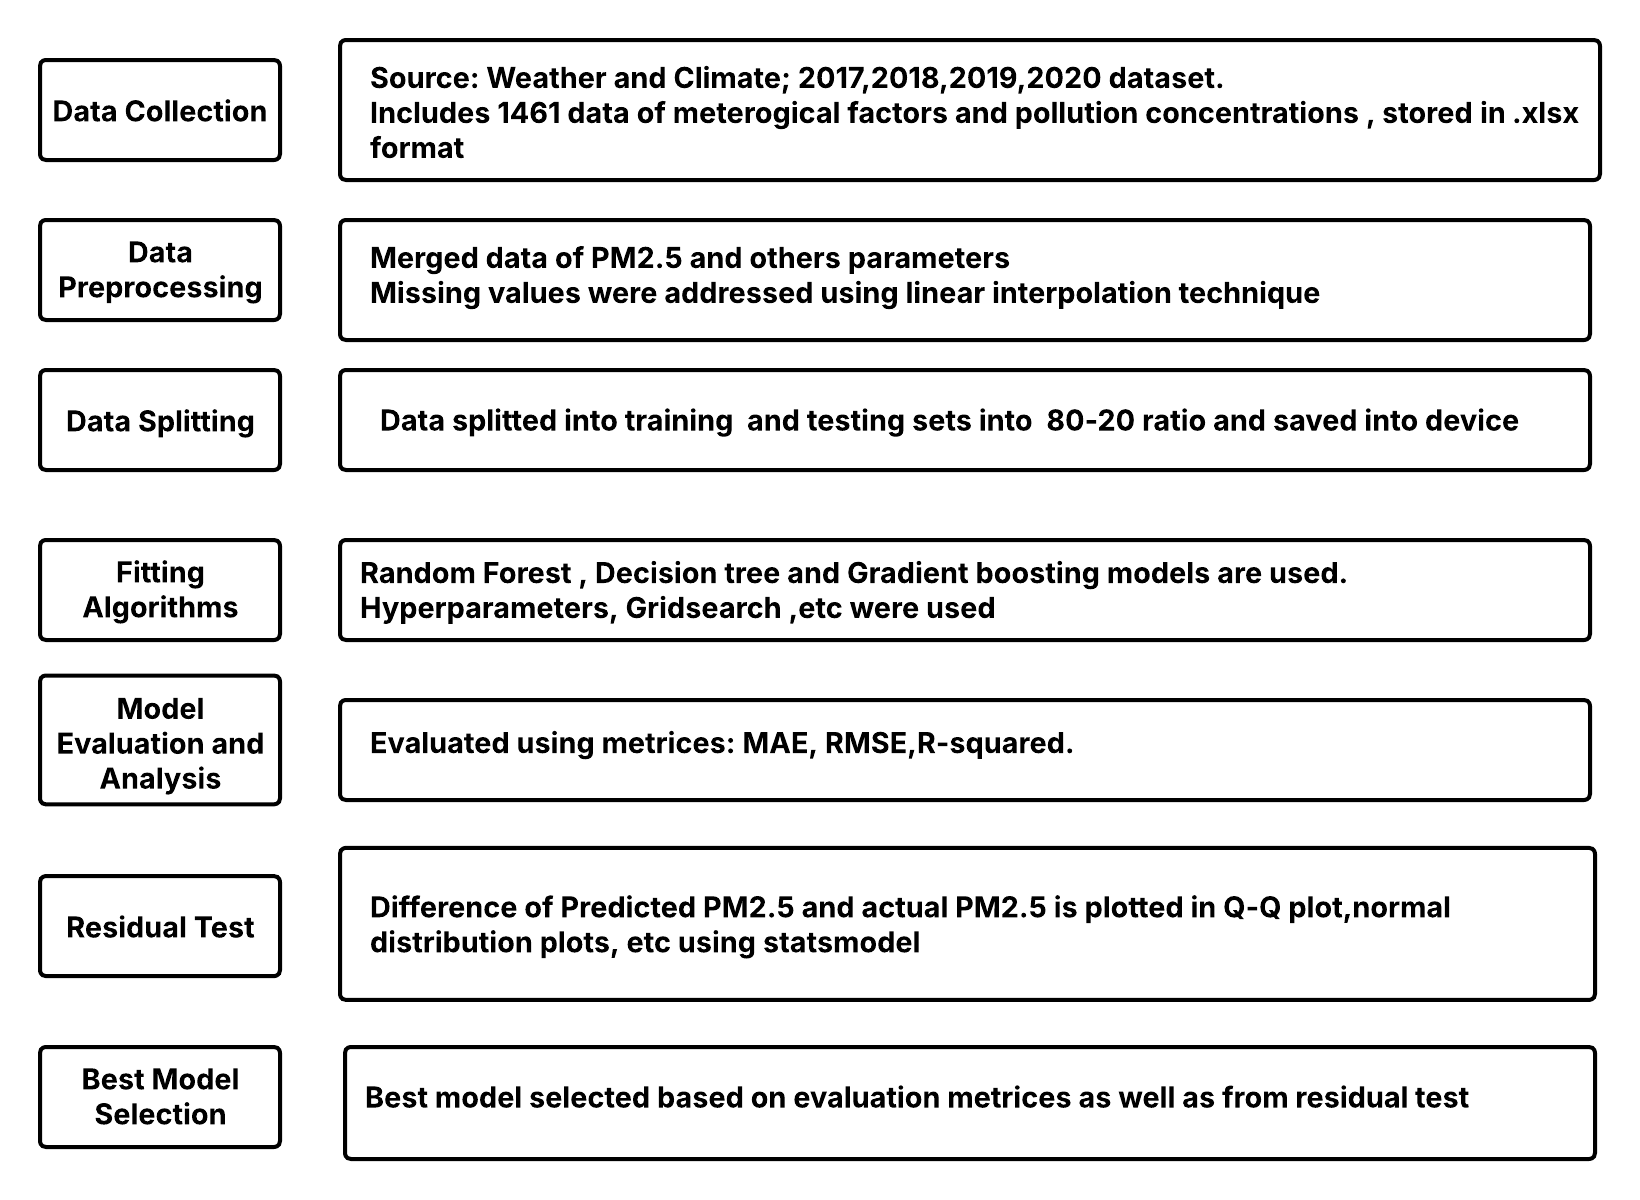 Data Collection
Source: Weather and Climate; 2017,2018,2019,2020 dataset.
Includes 1461 data of meterogical factors and pollution concentrations , stored in .xlsx
format
Data
Preprocessing
Merged data of PM2.5 and others parameters
Missing values were addressed using linear interpolation technique
Data Splitting
Data splitted into training  and testing sets into  80-20 ratio and saved into device
Fitting
Algorithms
Random Forest , Decision tree and Gradient boosting models are used.
Hyperparameters, Gridsearch ,etc were used
Model
Evaluation and
Analysis
Evaluated using metrices: MAE, RMSE,R-squared.
Residual Test
Difference of Predicted PM2.5 and actual PM2.5 is plotted in Q-Q plot,normal
distribution plots, etc using statsmodel
Best Model
Selection
Best model selected based on evaluation metrices as well as from residual test